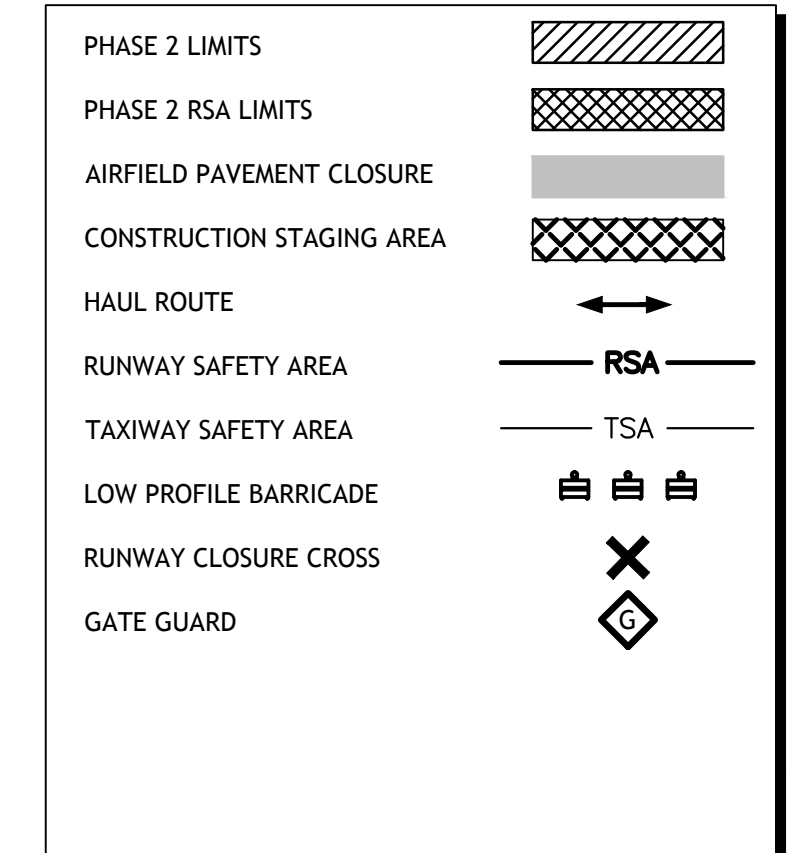 PHASE 2 LIMITS
PHASE 2 RSA LIMITS
AIRFIELD PAVEMENT CLOSURE
CONSTRUCTION STAGING AREA
HAUL ROUTE
RUNWAY SAFETY AREA RSA
TAXIWAY SAFETY AREA TSA
LOW PROFILE BARRICADE
RUNWAY CLOSURE CROSS
GATE GUARD G